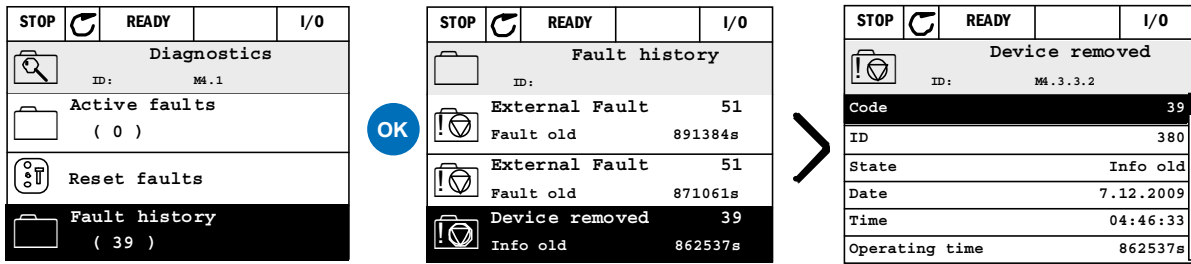 STOP READY I/O
Diagnostics
ID: M4.1
Active faults
( 0 )
Reset faults
Fault history
( 39 )
OK
STOP READY I/O
Fault history
ID:
External Fault 51
Fault old 891384s
External Fault 51
Fault old 871061s
Device removed 39
Info old 862537s
STOP READY I/O
Device removed
ID: M4.3.3.2
Code 39
ID 380
State Info old
Date 7.12.2009
Time 04:46:33
Operating time 862537s